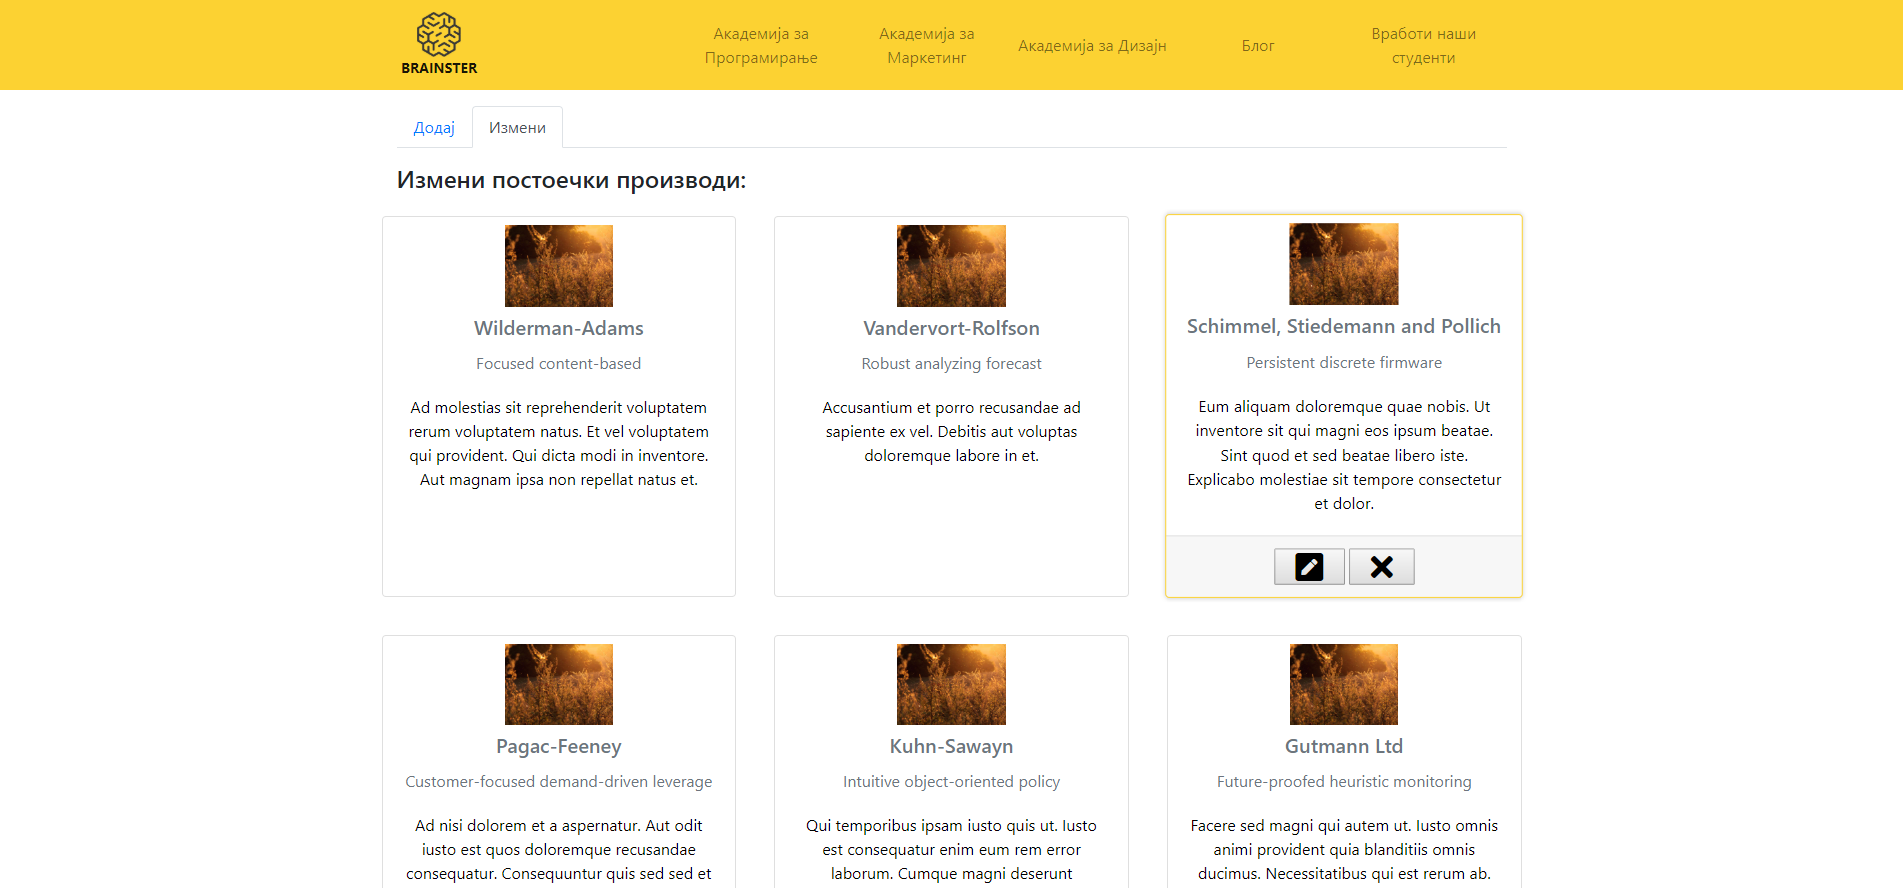 BRAINSTER
Академија за
Програмирање
Академија за
Маркетинг
Академија за Дизајн
Блог
Вработи наши
студенти
Додај
Измени
Измени постоечки производи:
Wilderman-Adams
Focused content-based
Ad molestias sit reprehenderit voluptatem
rerum voluptatem natus. Et vel voluptatem
qui provident. Qui dicta modi in inventore.
Aut magnam ipsa non repellat natus et.
Vandervort-Rolfson
Robust analyzing forecast
Accusantium et porro recusandae ad
sapiente ex vel. Debitis aut voluptas
doloremque labore in et.
Schimmel, Stiedemann and Pollich
Persistent discrete firmware
Eum aliquam doloremque quae nobis. Ut
inventore sit qui magni eos ipsum beatae.
Sint quod et sed beatae libero iste.
Explicabo molestiae sit tempore consectetur
et dolor.
Pagac-Feeney
Customer-focused demand-driven leverage
Ad nisi dolorem et a aspernatur. Aut odit
iusto est quos doloremque recusandae
consequatur. Consequuntur quis sed sed et
Kuhn-Sawayn
Intuitive object-oriented policy
Qui temporibus ipsam iusto quis ut. Iusto
est consequatur enim eum rem error
laborum. Cumque magni deserunt
Gutmann Ltd
Future-proofed heuristic monitoring
Facere sed magni qui autem ut. Iusto omnis
animi provident quia blanditiis omnis
ducimus. Necessitatibus qui est rerum ab.